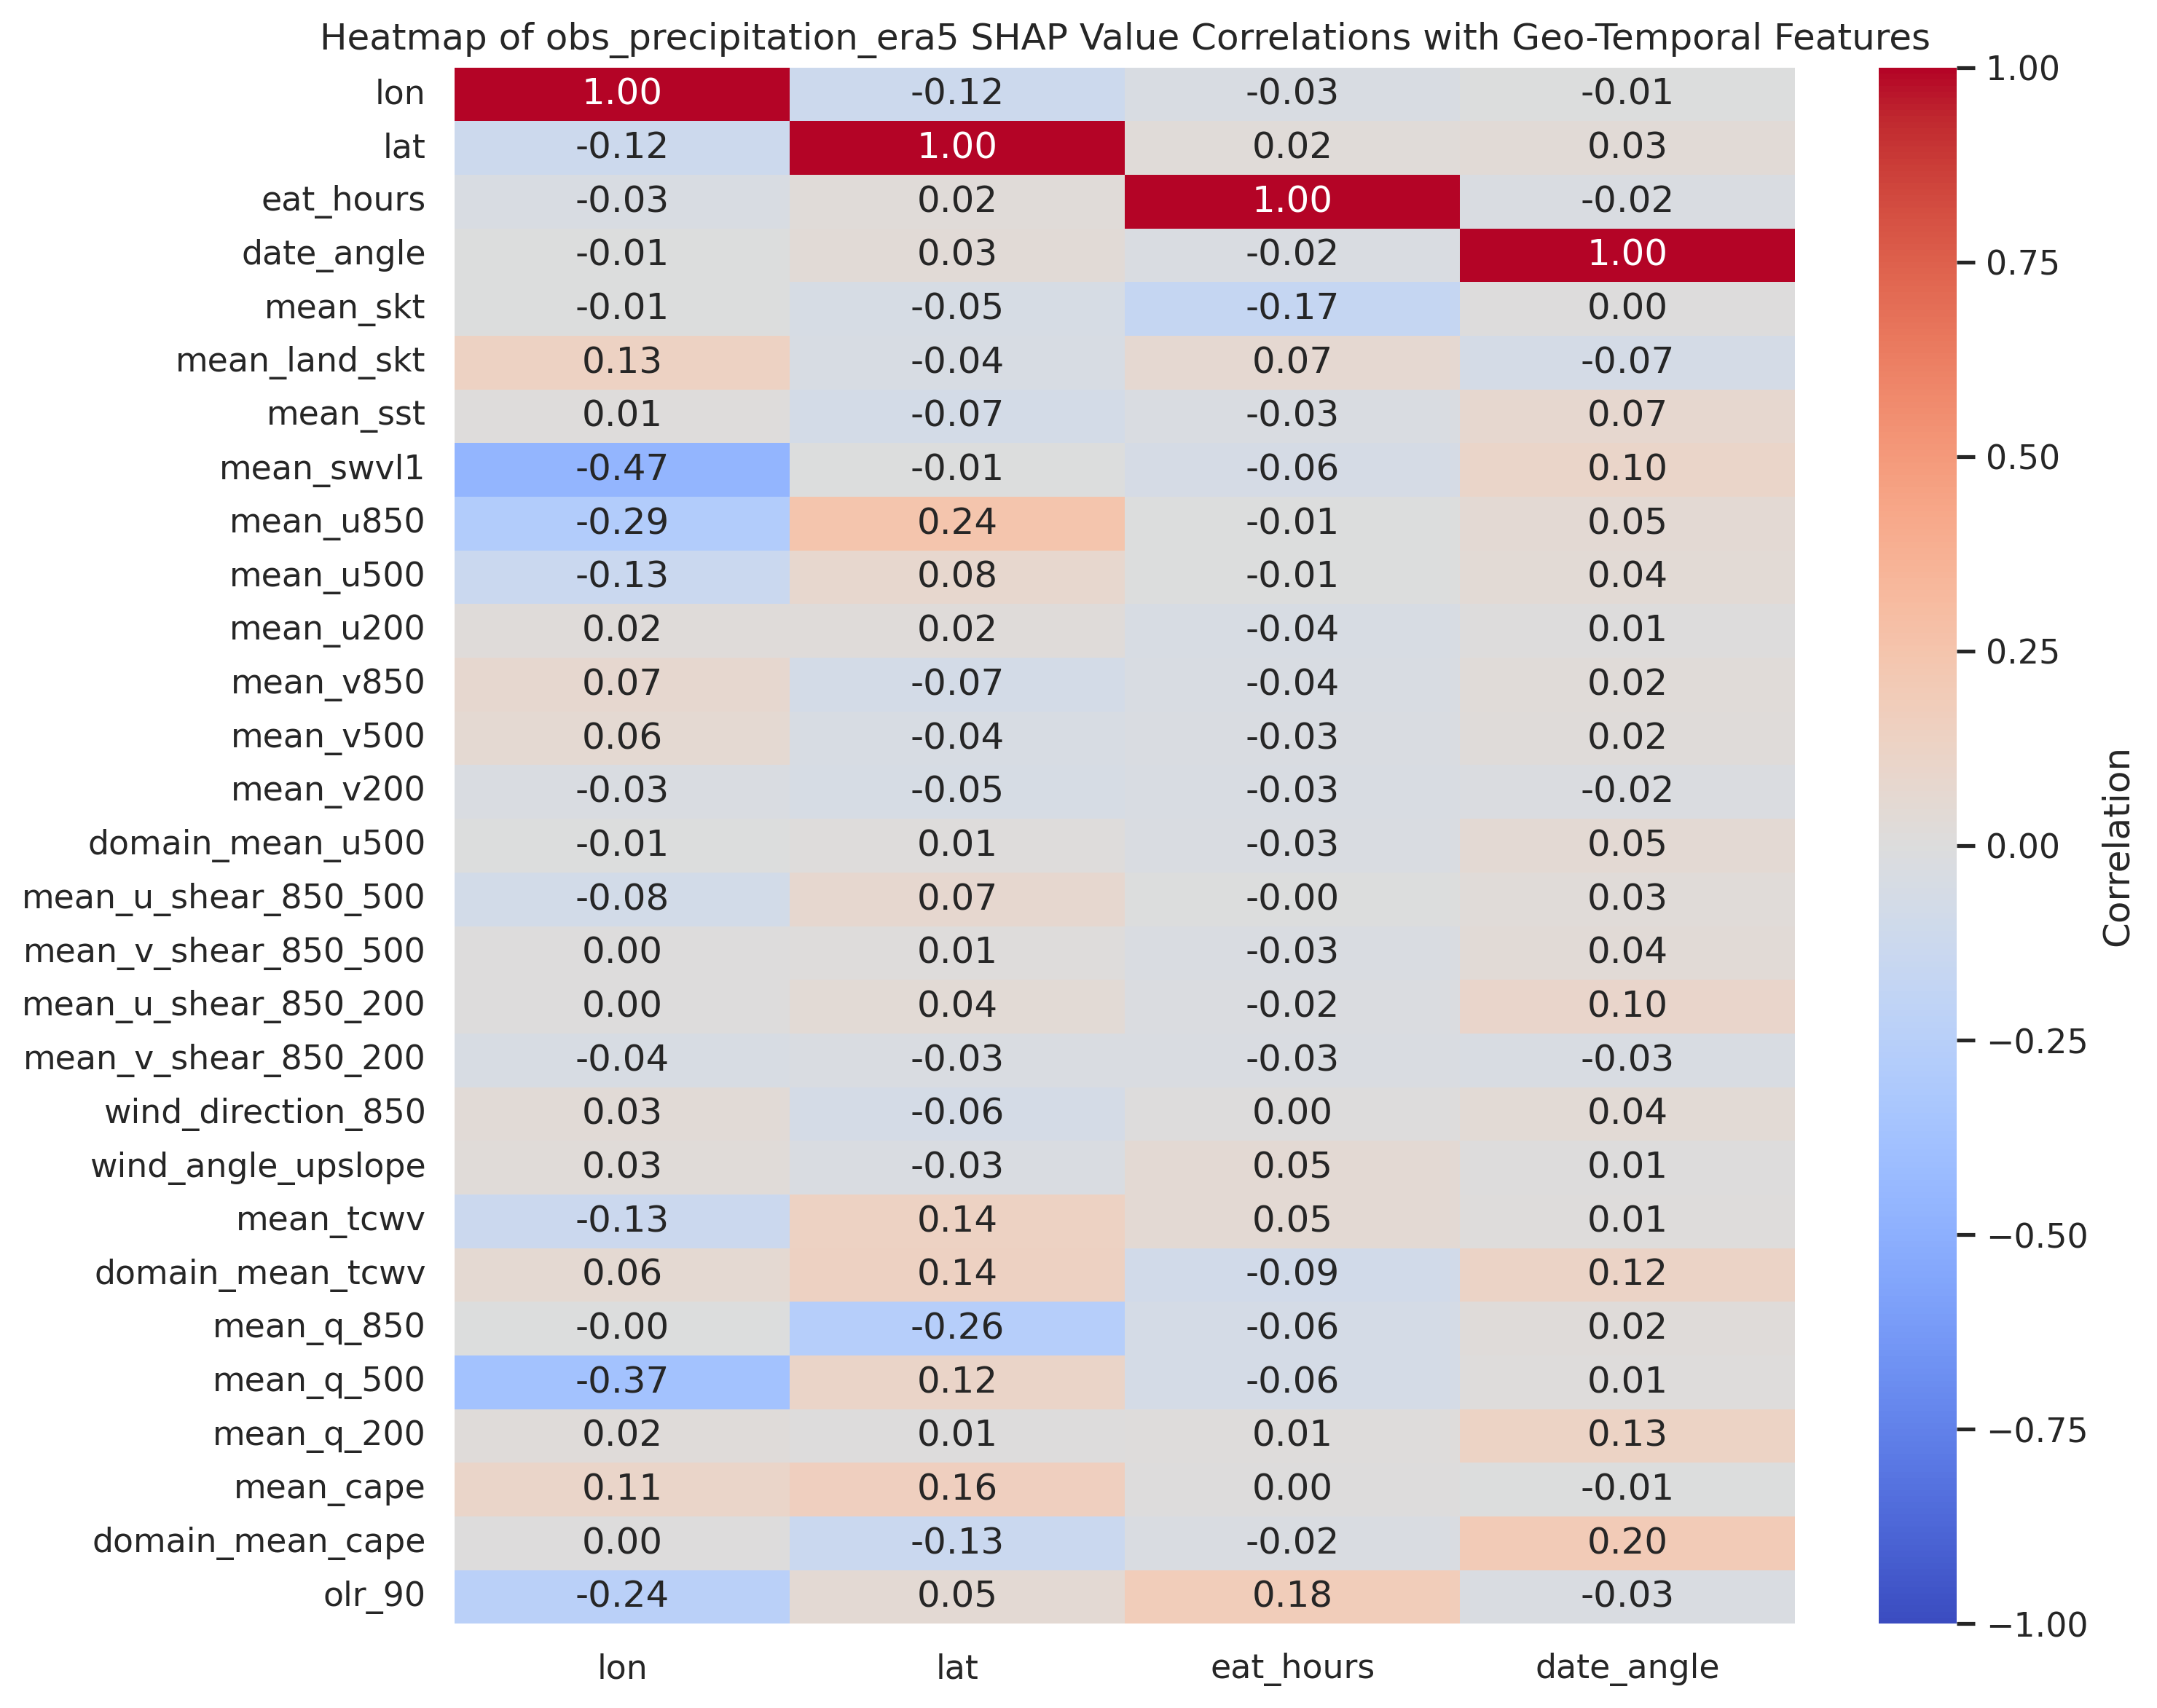 Heatmap of obs_precipitation_era5 SHAP Value Correlations with Geo-Temporal Features
lon 1.00 -0.12 -0.03 -0.01
lat -0.12 1.00 0.02 0.03
eat_hours -0.03 0.02 1.00 -0.02
date_angle -0.01 0.03 -0.02 1.00
mean_skt -0.01 -0.05 -0.17 0.00
mean_land_skt 0.13 -0.04 0.07 -0.07
mean_sst 0.01 -0.07 -0.03 0.07
mean_swvl1 -0.47 -0.01 -0.06 0.10
mean_u850 -0.29 0.24 -0.01 0.05
mean_u500 -0.13 0.08 -0.01 0.04
mean_u200 0.02 0.02 -0.04 0.01
mean_v850 0.07 -0.07 -0.04 0.02
mean_v500 0.06 -0.04 -0.03 0.02
mean_v200 -0.03 -0.05 -0.03 -0.02
domain_mean_u500 -0.01 0.01 -0.03 0.05
mean_u_shear_850_500 -0.08 0.07 -0.00 0.03
mean_v_shear_850_500 0.00 0.01 -0.03 0.04
mean_u_shear_850_200 0.00 0.04 -0.02 0.10
mean_v_shear_850_200 -0.04 -0.03 -0.03 -0.03
wind_direction_850 0.03 -0.06 0.00 0.04
wind_angle_upslope 0.03 -0.03 0.05 0.01
mean_tcwv -0.13 0.14 0.05 0.01
domain_mean_tcwv 0.06 0.14 -0.09 0.12
mean_q_850 -0.00 -0.26 -0.06 0.02
mean_q_500 -0.37 0.12 -0.06 0.01
mean_q_200 0.02 0.01 0.01 0.13
mean_cape 0.11 0.16 0.00 -0.01
domain_mean_cape 0.00 -0.13 -0.02 0.20
olr_90 -0.24 0.05 0.18 -0.03
lon lat eat_hours date_angle
1.00
0.75
0.50
0.25
0.00
−0.25
−0.50
−0.75
−1.00
Correlation